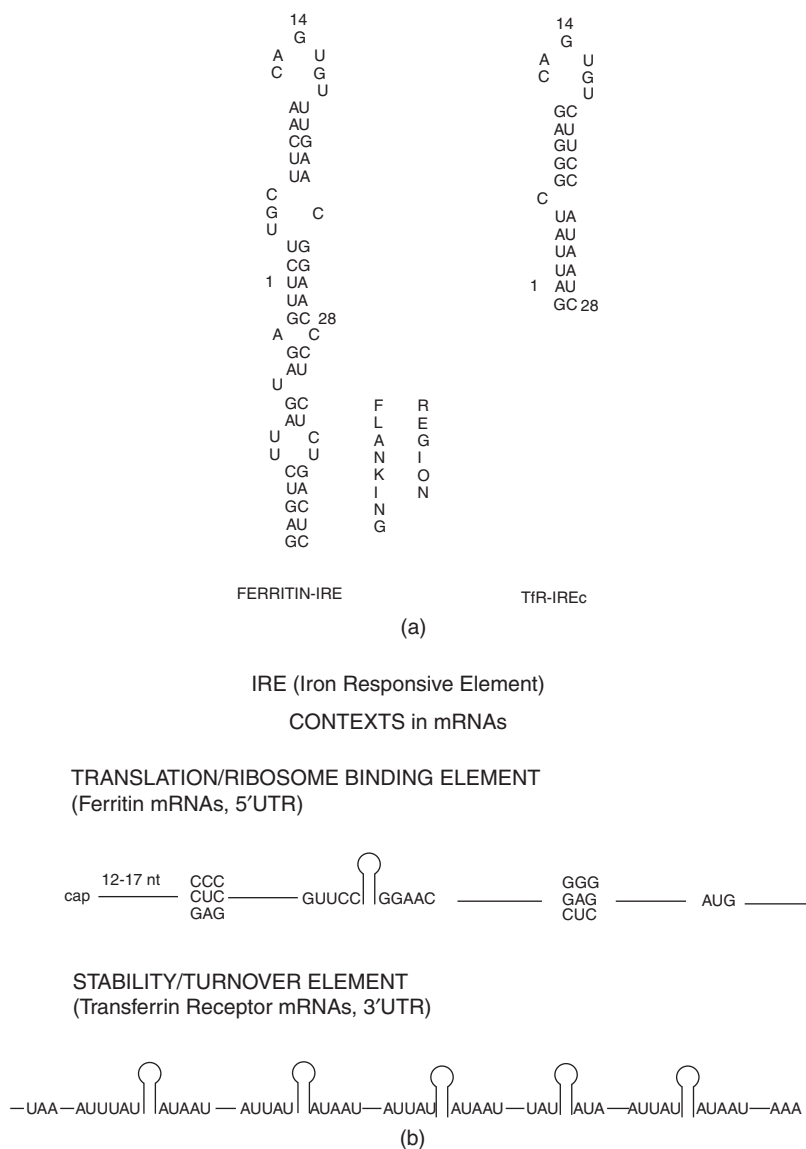 14
G
A U
C G
U
AU
AU
CG
UA
UA
C
G C
U
UG
CG
1 UA
UA
GC 28
A C
GC
AU
U
GC
AU
U C
U U
CG
UA
GC
AU
GC
FLANKING
REGION
FERRITIN-IRE
14
G
A U
C G
U
GC
AU
GU
GC
GC
C
UA
AU
UA
UA
1 AU
GC 28
TfR-IREc
(a)
IRE (Iron Responsive Element)
CONTEXTS in mRNAs
TRANSLATION/RIBOSOME BINDING ELEMENT
(Ferritin mRNAs, 5′UTR)
cap 12-17 nt
CCC
CUC
GAG
GUUCC GGAAC
GGG
GAG
CUC
AUG
STABILITY/TURNOVER ELEMENT
(Transferrin Receptor mRNAs, 3′UTR)
UAA AUUUAU AUAAU AUUAU AUAAU AUUAU AUAAU UAU AUA AUUAU AUAAU AAA
(b)